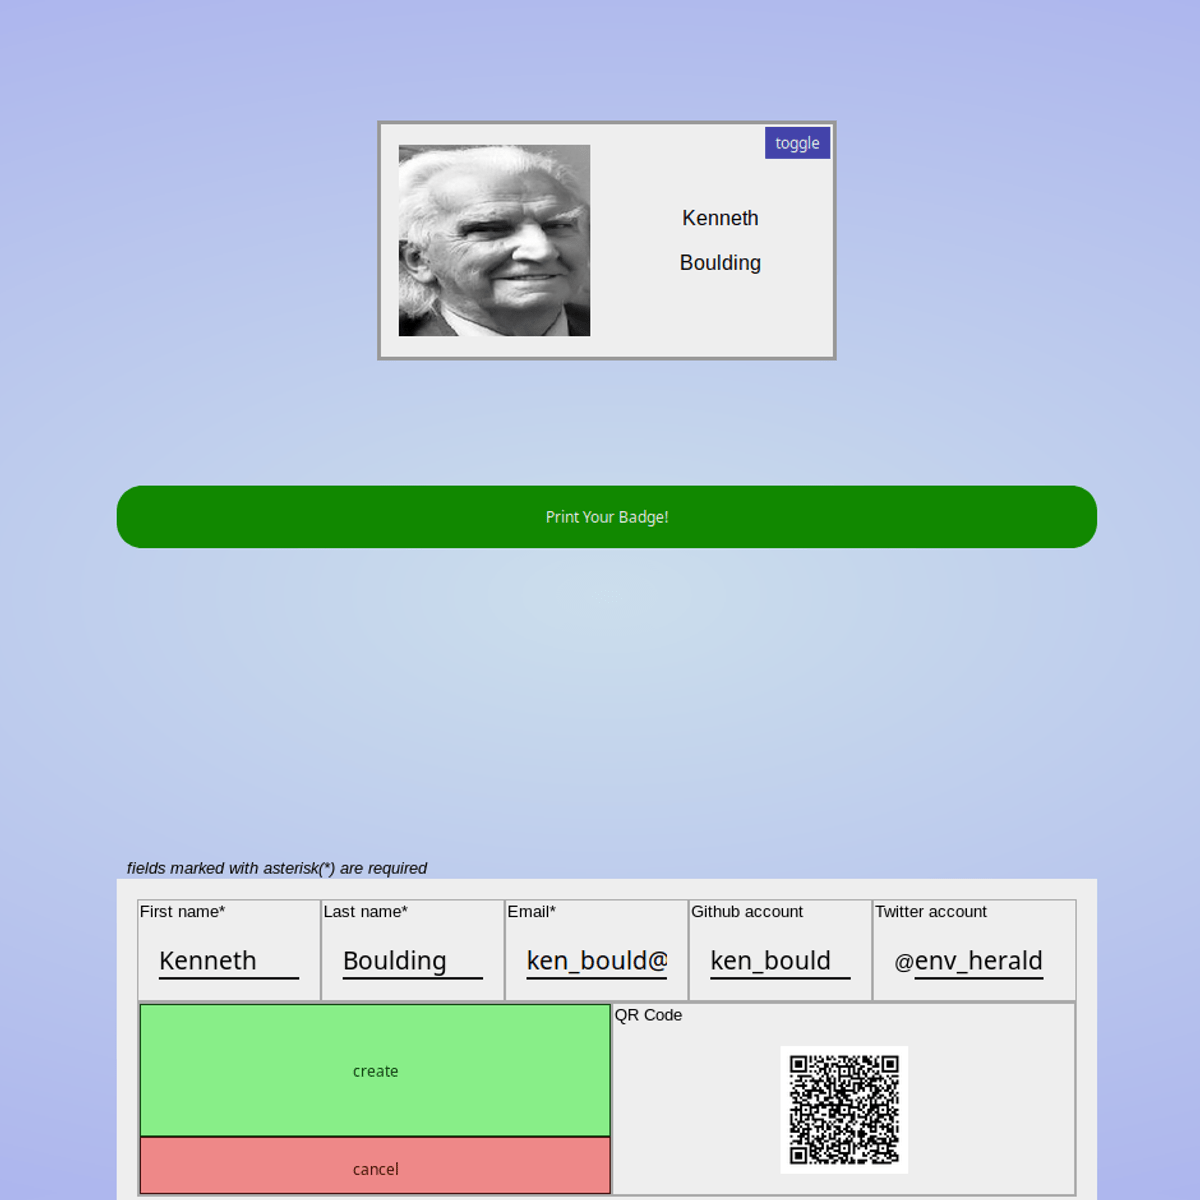 toggle
Kenneth
Boulding
Print Your Badge!
fields marked with asterisk(*) are required
First name*
Last name*
Email*
Github account
Twitter account
Kenneth
Boulding
ken_bould@
ken_bould
@env_herald
create
QR Code
cancel